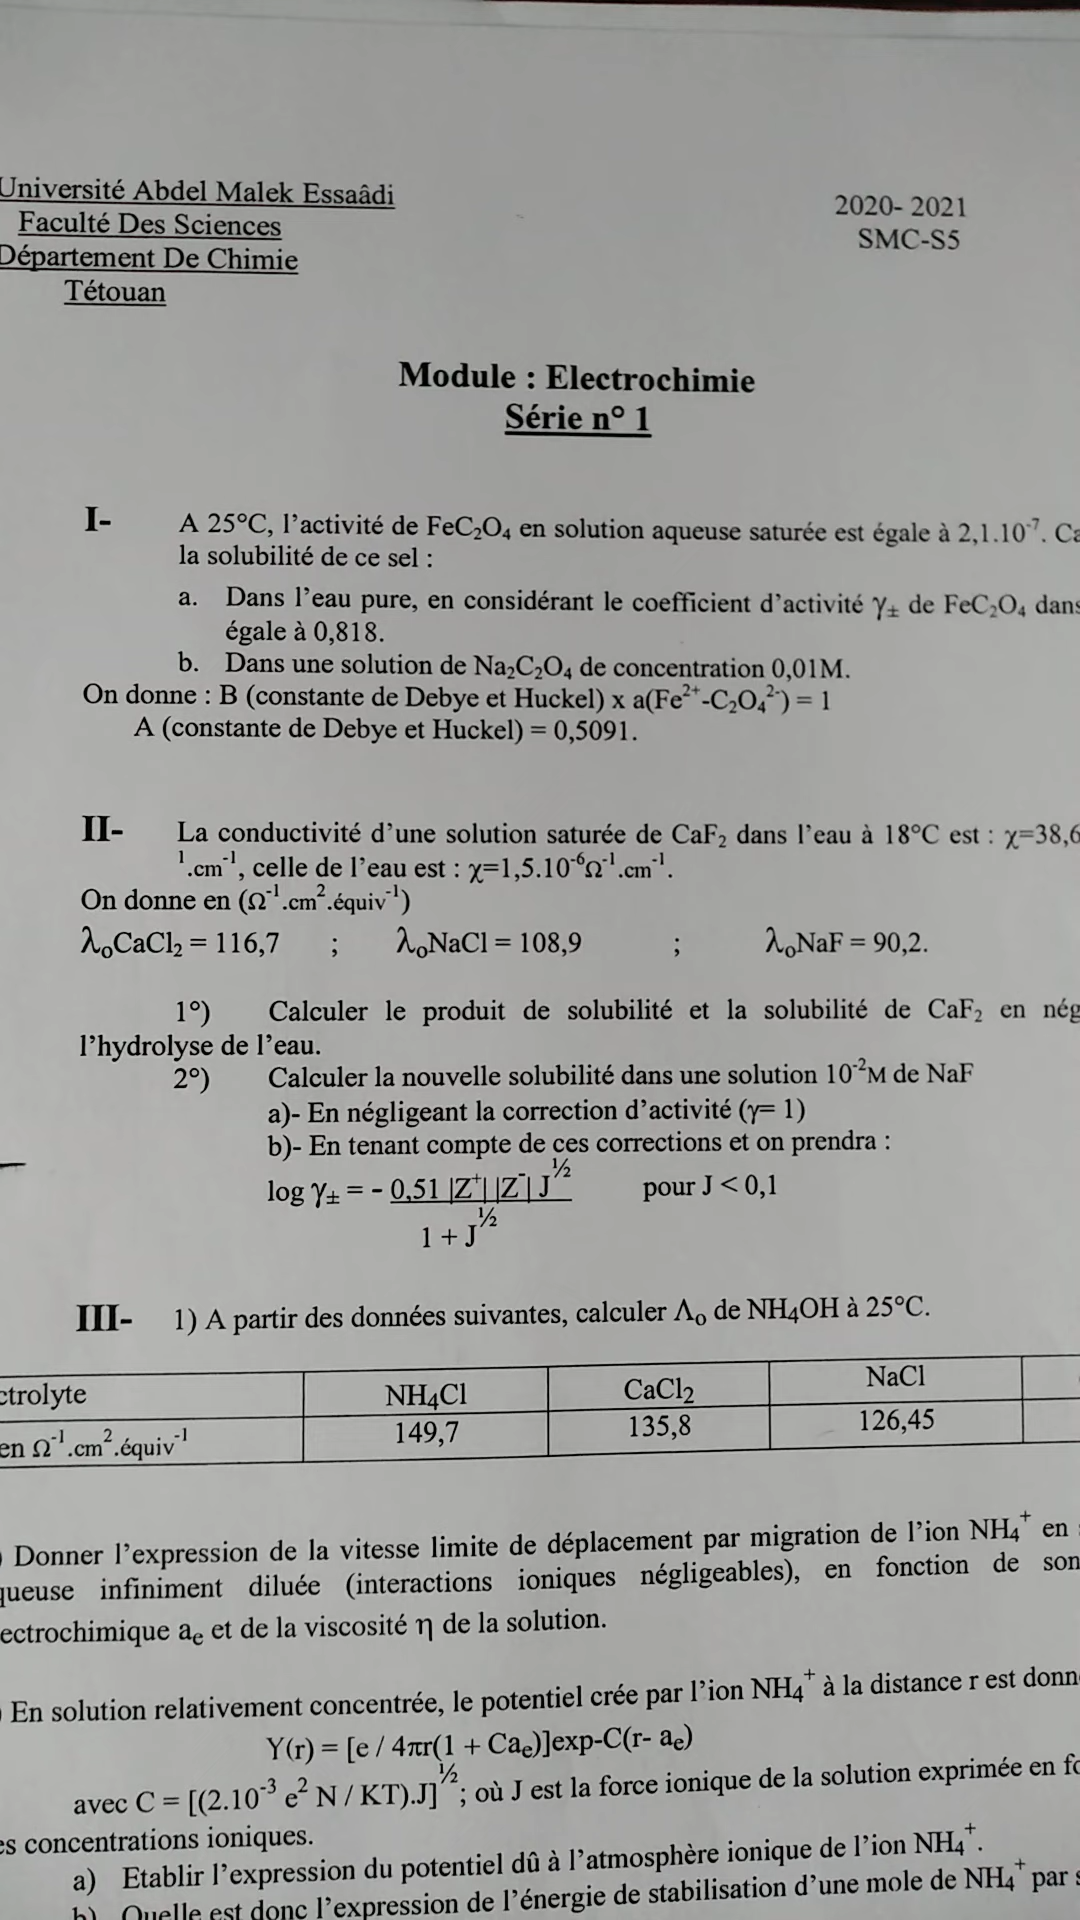 Université Abdel Malek Essaâdi
Faculté Des Sciences
Département De Chimie
Tétouan
2020- 2021
SMC-S5
Module : Electrochimie
Série n° 1
I- A 25°C, l'activité de FeC₂O₄ en solution aqueuse saturée est égale à 2,1.10⁻⁷. Ca
la solubilité de ce sel :
a. Dans l'eau pure, en considérant le coefficient d'activité γ± de FeC₂O₄ dans
égale à 0,818.
b. Dans une solution de Na₂C₂O₄ de concentration 0,01M.
On donne : B (constante de Debye et Huckel) x a(Fe²⁺-C₂O₄²⁻) = 1
A (constante de Debye et Huckel) = 0,5091.
II- La conductivité d'une solution saturée de CaF₂ dans l'eau à 18°C est : χ=38,6
¹.cm⁻¹, celle de l'eau est : χ=1,5.10⁻⁶Ω⁻¹.cm⁻¹.
On donne en (Ω⁻¹.cm².équiv⁻¹)
λₒCaCl₂ = 116,7 ; λₒNaCl = 108,9 ; λₒNaF = 90,2.
1°) Calculer le produit de solubilité et la solubilité de CaF₂ en nég
l'hydrolyse de l'eau.
2°) Calculer la nouvelle solubilité dans une solution 10⁻²M de NaF
a)- En négligeant la correction d'activité (γ= 1)
b)- En tenant compte de ces corrections et on prendra :
log γ± = - 0,51 |Z⁺| |Z⁻| J^½ pour J < 0,1
1 + J^½
III- 1) A partir des données suivantes, calculer Λₒ de NH₄OH à 25°C.
ctrolyte NH₄Cl CaCl₂ NaCl
en Ω⁻¹.cm².équiv⁻¹ 149,7 135,8 126,45
) Donner l'expression de la vitesse limite de déplacement par migration de l'ion NH₄⁺ en
queuse infiniment diluée (interactions ioniques négligeables), en fonction de son
ectrochimique aₑ et de la viscosité η de la solution.
) En solution relativement concentrée, le potentiel crée par l'ion NH₄⁺ à la distance r est donn
Y(r) = [e / 4πr(1 + Caₑ)]exp-C(r- aₑ)
avec C = [(2.10⁻³ e² N / KT).J]^½; où J est la force ionique de la solution exprimée en fo
es concentrations ioniques.
a) Etablir l'expression du potentiel dû à l'atmosphère ionique de l'ion NH₄⁺.
b) Quelle est donc l'expression de l'énergie de stabilisation d'une mole de NH₄⁺ par s